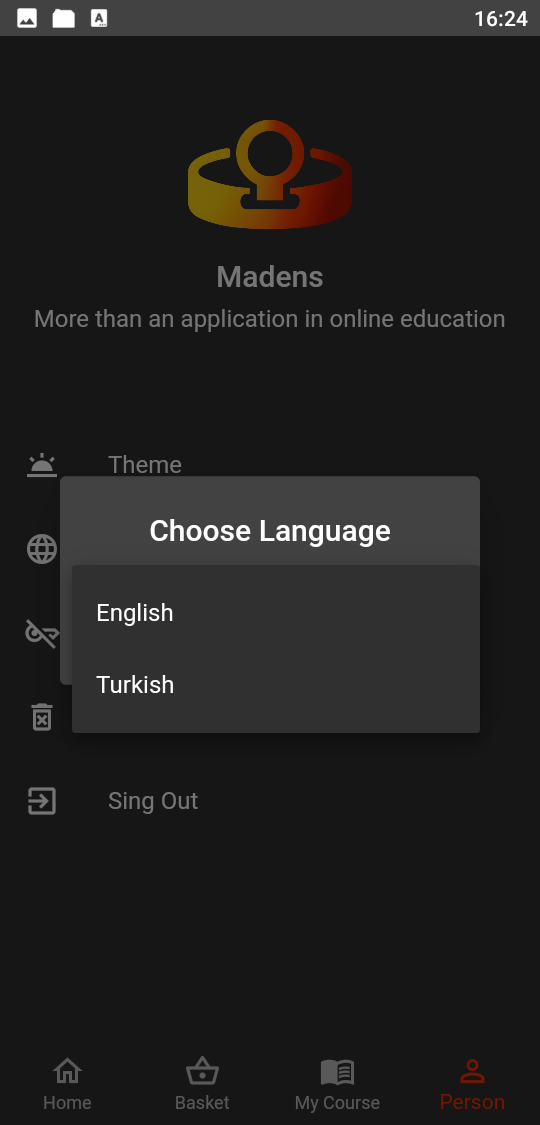 16:24
Madens
More than an application in online education
Theme
Choose Language
English
Turkish
Sing Out
Home
Basket
My Course
Person